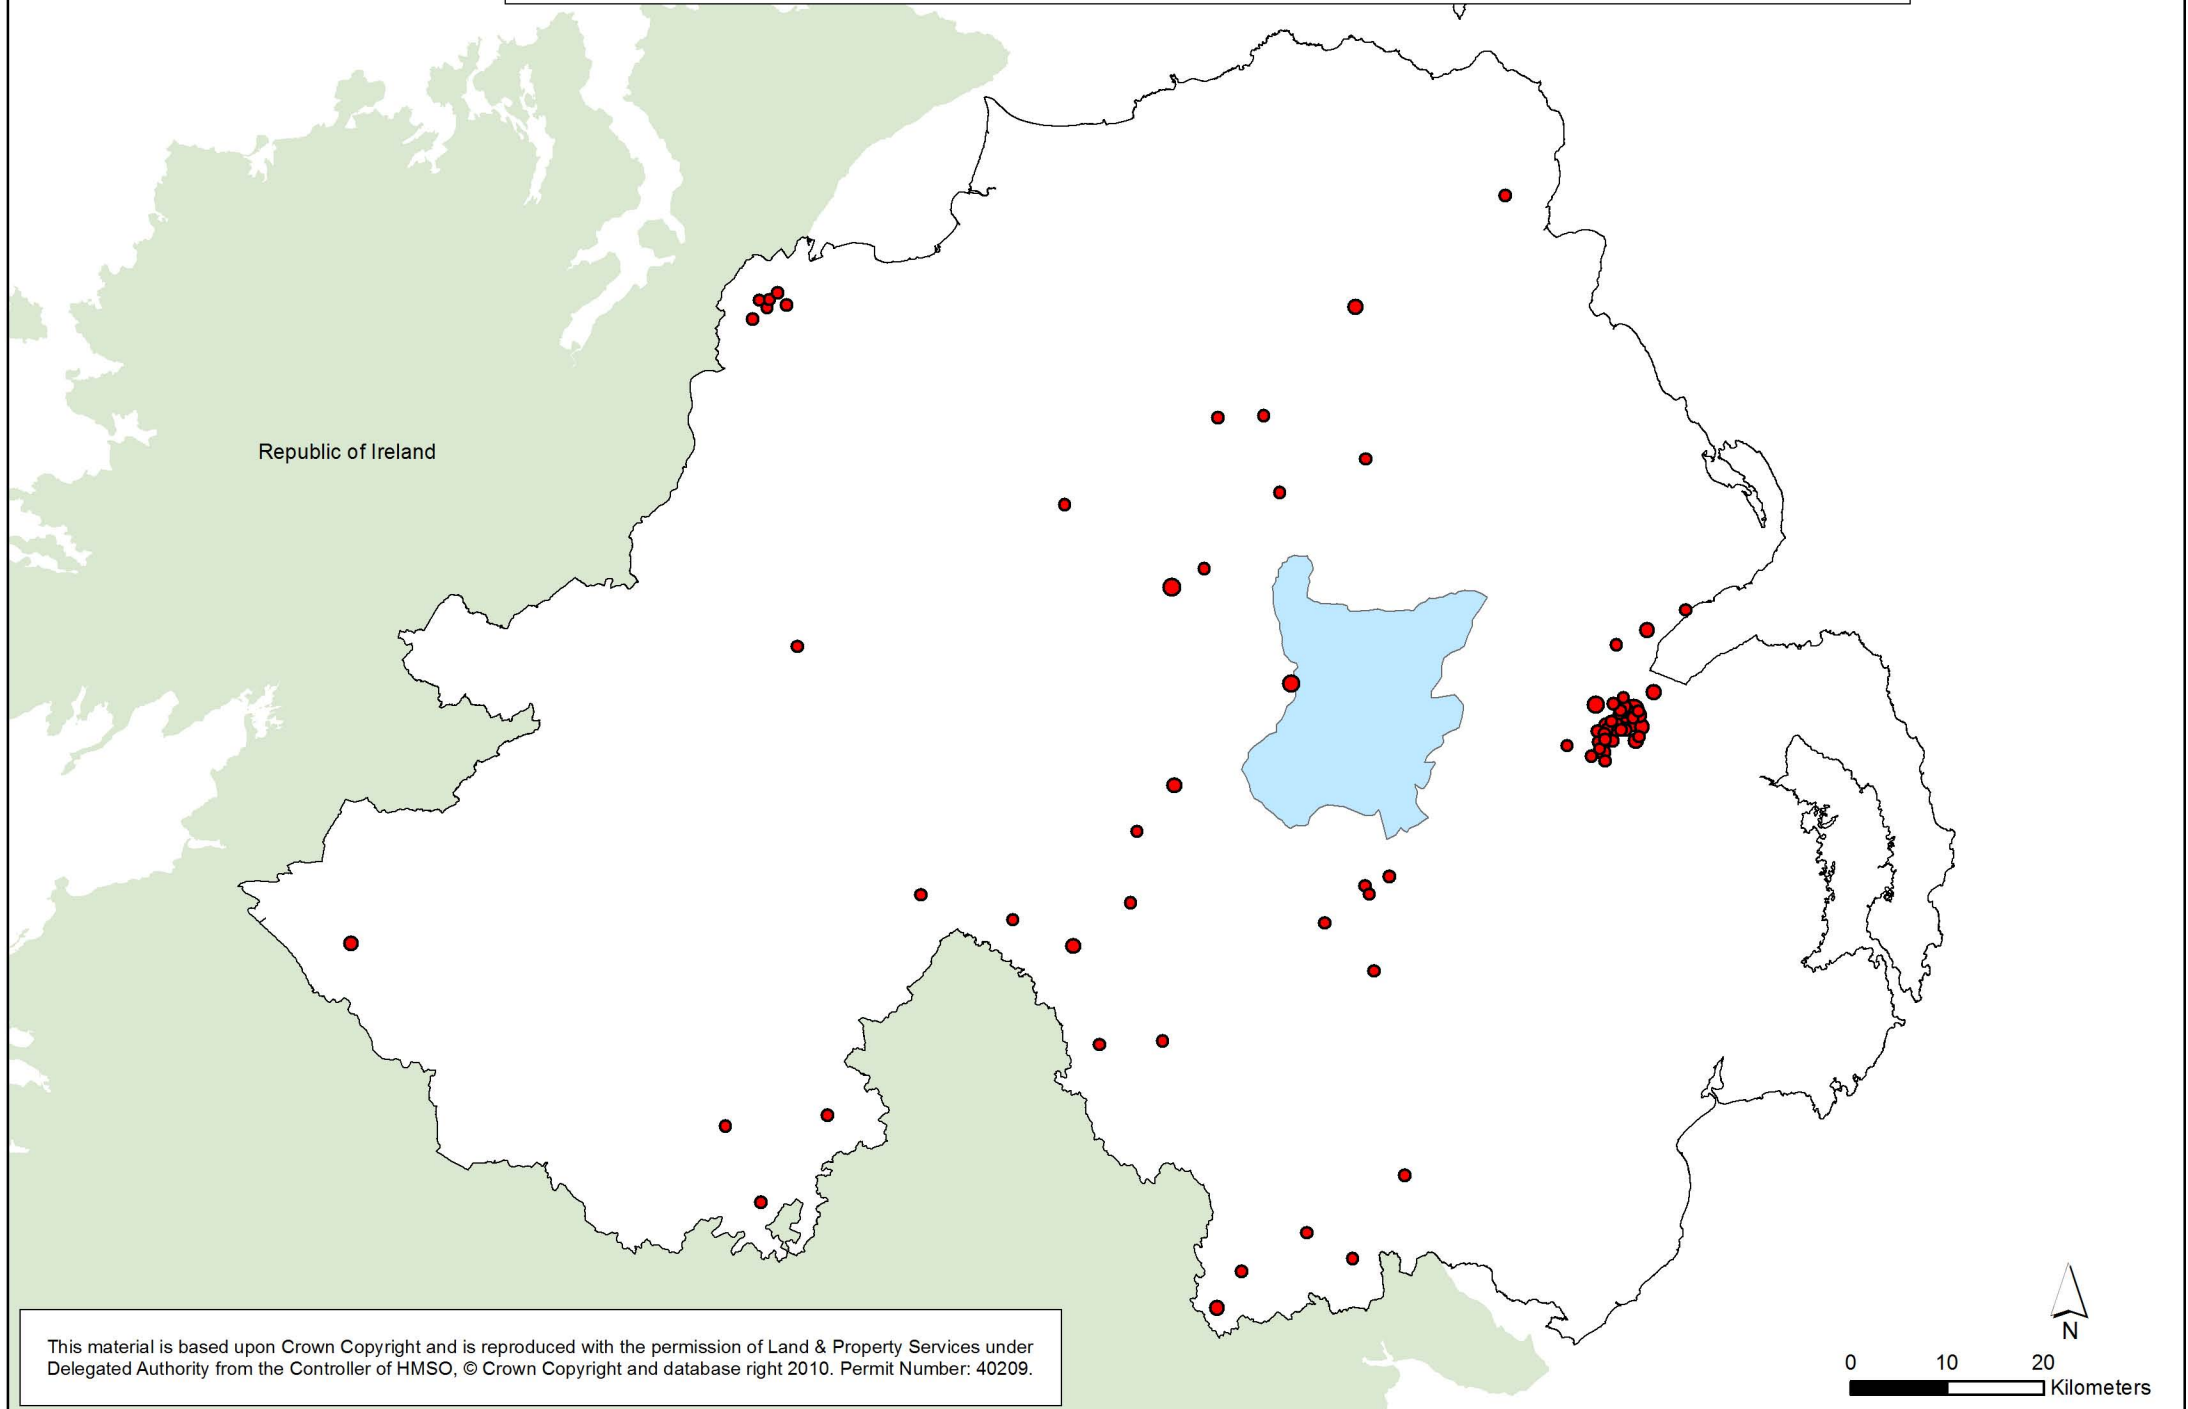 Republic of Ireland
This material is based upon Crown Copyright and is reproduced with the permission of Land & Property Services under
Delegated Authority from the Controller of HMSO, © Crown Copyright and database right 2010. Permit Number: 40209.
N
0 10 20
Kilometers